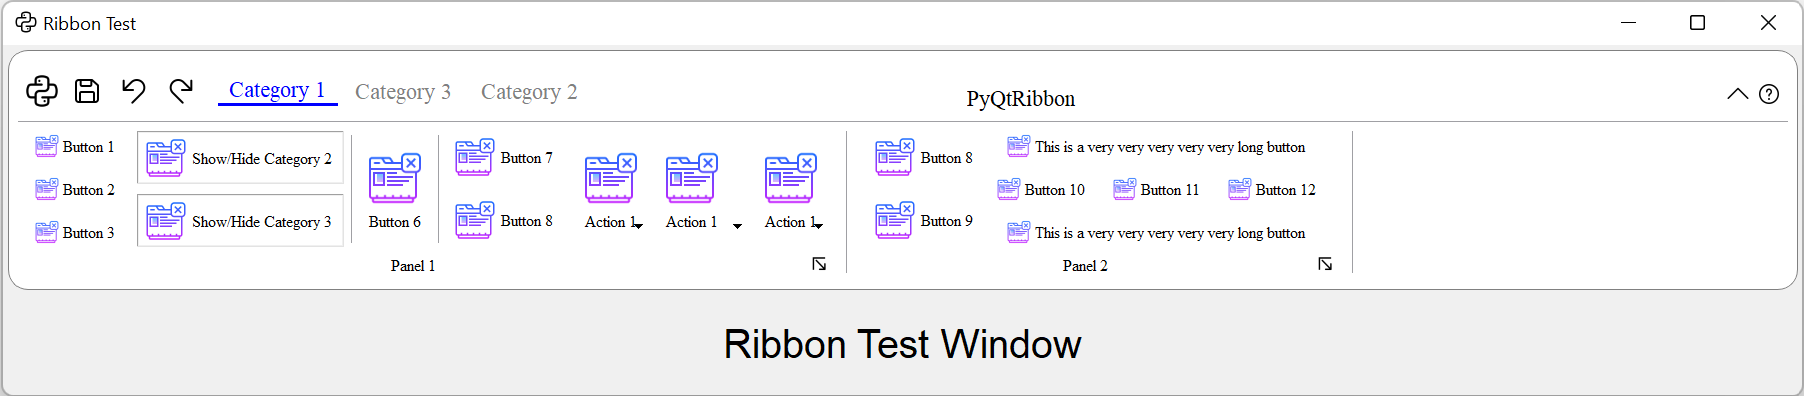 Ribbon Test
Category 1 Category 3 Category 2
PyQtRibbon
Button 1
Button 2
Button 3
Show/Hide Category 2
Show/Hide Category 3
Button 6
Button 7
Button 8
Action 1
Action 1
Action 1
Panel 1
Button 8
Button 9
This is a very very very very very long button
Button 10 Button 11 Button 12
This is a very very very very very long button
Panel 2
Ribbon Test Window